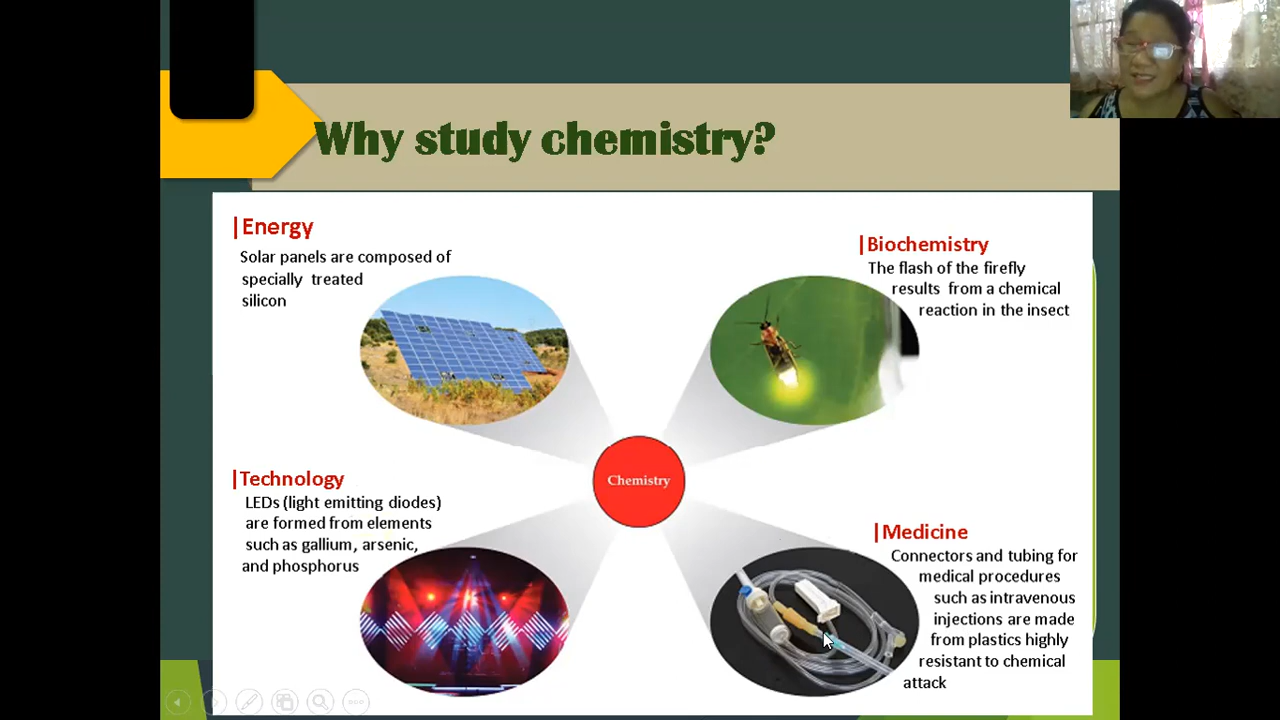 Why study chemistry?
|Energy
Solar panels are composed of
specially treated
silicon
|Biochemistry
The flash of the firefly
results from a chemical
reaction in the insect
Chemistry
|Technology
LEDs (light emitting diodes)
are formed from elements
such as gallium, arsenic,
and phosphorus
|Medicine
Connectors and tubing for
medical procedures
such as intravenous
injections are made
from plastics highly
resistant to chemical
attack